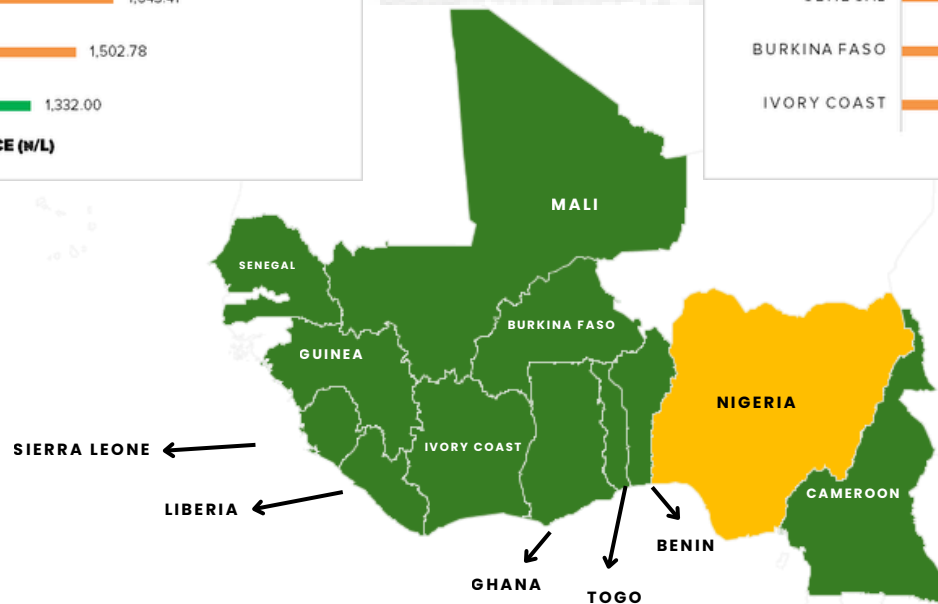 1,502.78
BURKINA FASO
1,332.00
IVORY COAST
CE (₦/L)
MALI
SENEGAL
BURKINA FASO
GUINEA
NIGERIA
SIERRA LEONE
IVORY COAST
CAMEROON
LIBERIA
BENIN
GHANA
TOGO